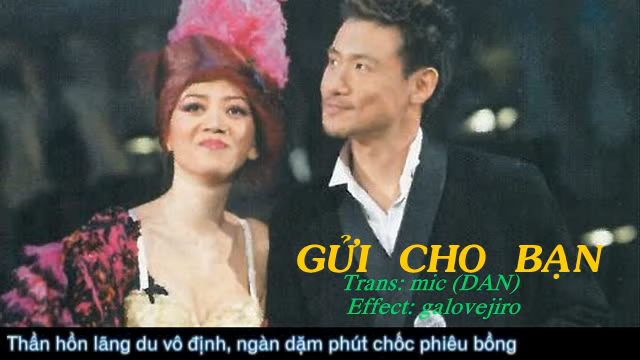 GỬI CHO BẠN
Trans: mic (DAN)
Effect: galovejiro
Thần hồn lãng du vô định, ngàn dặm phút chốc phiêu bồng